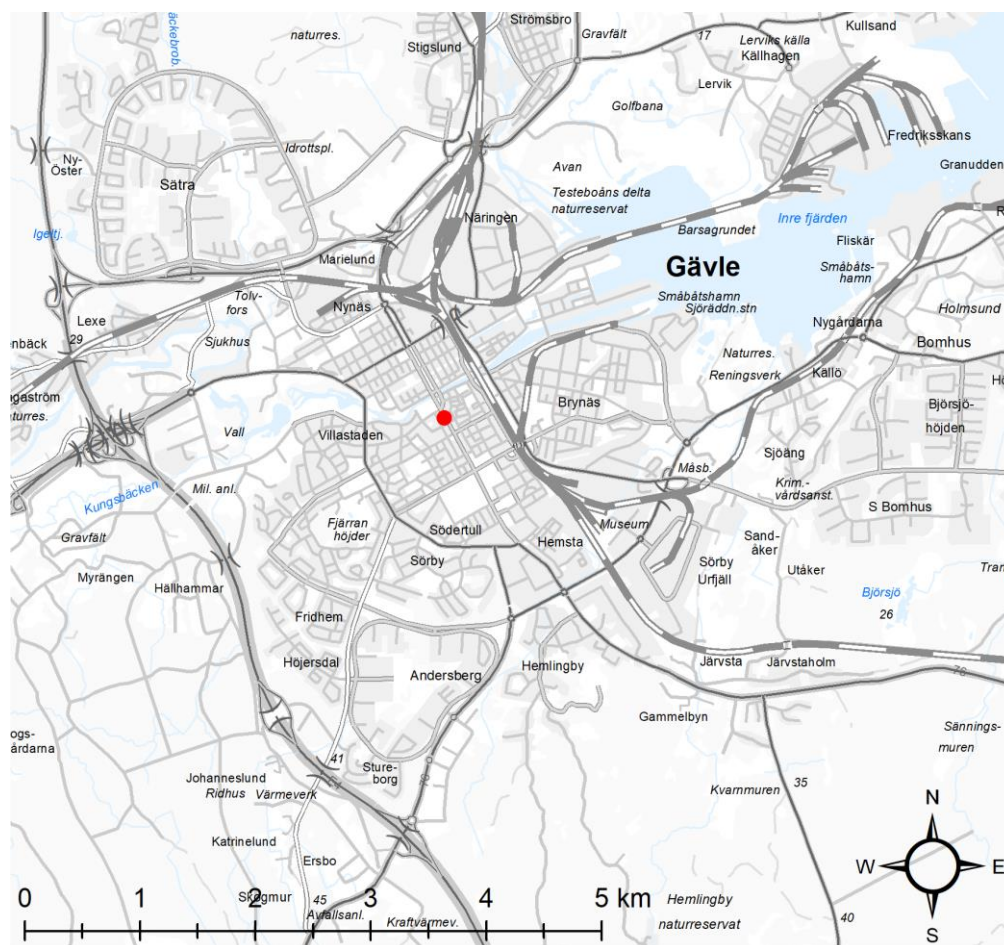 Strömsbro
Kullsand
Gravfält
17
Lerviks källa
Källhagen
naturres.
Stigslund
Lervik
Golfbana
Fredriksskans
Idrottspl.
Granudden
Ny-
Öster
Sätra
Avan
Testeboåns delta
naturreservat
Näringen
Inre fjärden
Barsagrundet
Igeltj.
Marielund
Fliskär
Gävle
Småbåts-
hamn
Tolv-
fors
Nynäs
Småbåtshamn
Sjöräddn.stn
Holmsund
Lexe
29
Sjukhus
Nygårdarna
Bomhus
Naturres.
Reningsverk
Källö
Brynäs
Björsjö-
höjden
Vall
Villastaden
Sjöäng
Måsb.
Krim.-
vårdsanst.
Mil. anl.
Kungsbäcken
S Bomhus
Fjärran
höjder
Södertull
Museum
Gravfält
Hemsta
Sand-
åker
Sörby
Sörby
Urfjäll
Utåker
Myrängen
Hällhammar
Björsjö
26
Fridhem
Höjersdal
Andersberg
Hemlingby
Järvsta
Järvstaholm
76
Gammelbyn
Sännings-
muren
41
Sture-
borg
76
Johanneslund
Ridhus
Värmeverk
Kvarnmuren
35
Katrinelund
Ersbo
N
W
E
S
Skogmur
45
Avfallsanl.
Kraftvärmev.
Hemlingby
naturreservat
40
0 1 2 3 4 5 km